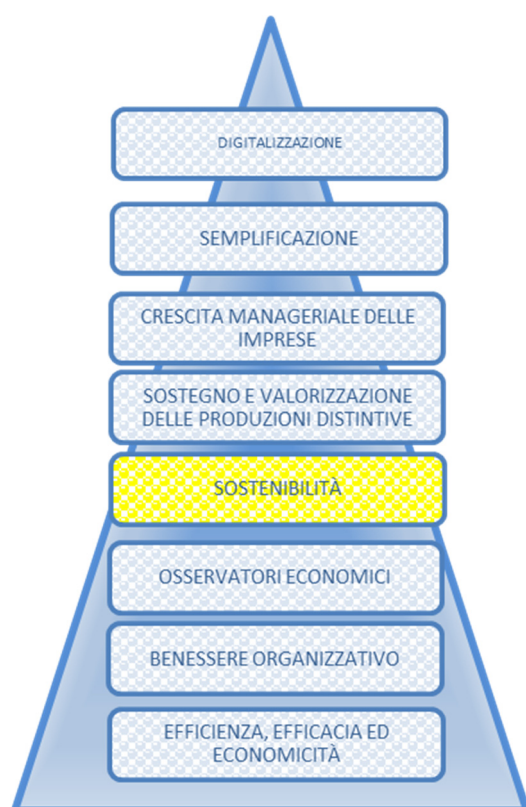 DIGITALIZZAZIONE
SEMPLIFICAZIONE
CRESCITA MANAGERIALE DELLE
IMPRESE
SOSTEGNO E VALORIZZAZIONE
DELLE PRODUZIONI DISTINTIVE
SOSTENIBILITÀ
OSSERVATORI ECONOMICI
BENESSERE ORGANIZZATIVO
EFFICIENZA, EFFICACIA ED
ECONOMICITÀ